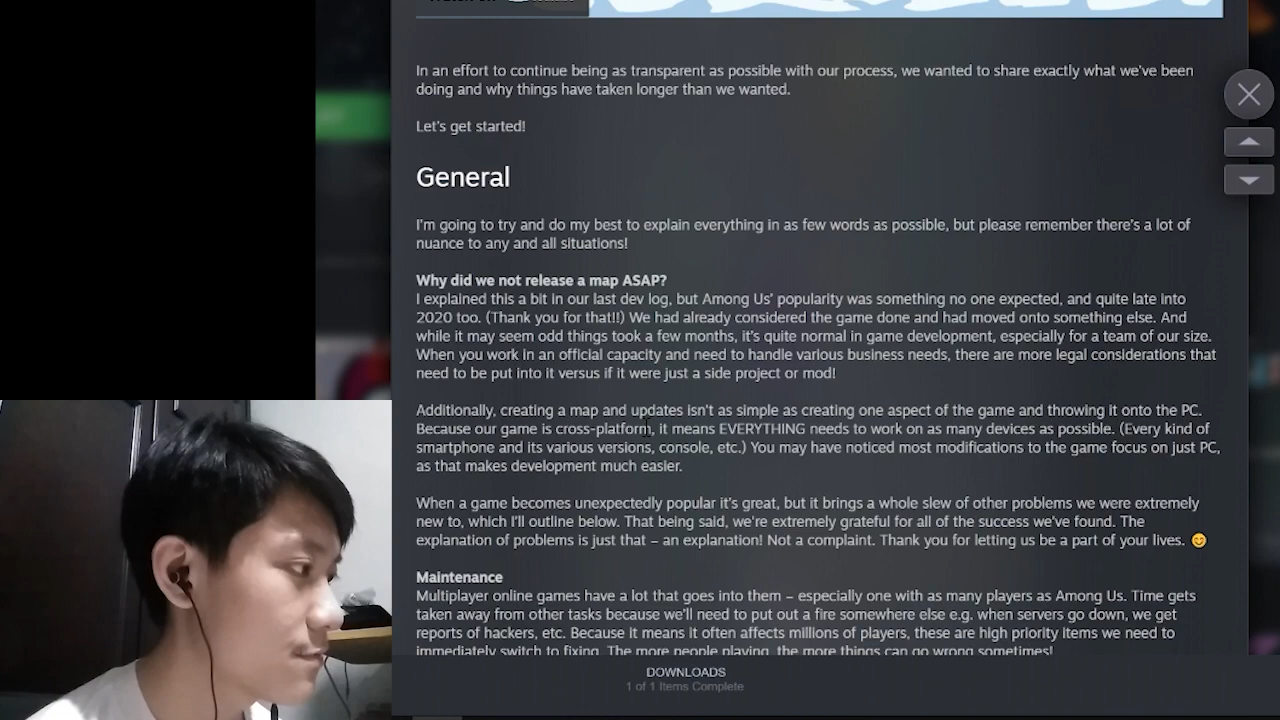 In an effort to continue being as transparent as possible with our process, we wanted to share exactly what we've been
doing and why things have taken longer than we wanted.
Let's get started!
General
I'm going to try and do my best to explain everything in as few words as possible, but please remember there's a lot of
nuance to any and all situations!
Why did we not release a map ASAP?
I explained this a bit in our last dev log, but Among Us' popularity was something no one expected, and quite late into
2020 too. (Thank you for that!!) We had already considered the game done and had moved onto something else. And
while it may seem odd things took a few months, it's quite normal in game development, especially for a team of our size.
When you work in an official capacity and need to handle various business needs, there are more legal considerations that
need to be put into it versus if it were just a side project or mod!
Additionally, creating a map and updates isn't as simple as creating one aspect of the game and throwing it onto the PC.
Because our game is cross-platform, it means EVERYTHING needs to work on as many devices as possible. (Every kind of
smartphone and its various versions, console, etc.) You may have noticed most modifications to the game focus on just PC,
as that makes development much easier.
When a game becomes unexpectedly popular it's great, but it brings a whole slew of other problems we were extremely
new to, which I'll outline below. That being said, we're extremely grateful for all of the success we've found. The
explanation of problems is just that – an explanation! Not a complaint. Thank you for letting us be a part of your lives. 😊
Maintenance
Multiplayer online games have a lot that goes into them – especially one with as many players as Among Us. Time gets
taken away from other tasks because we'll need to put out a fire somewhere else e.g. when servers go down, we get
reports of hackers, etc. Because it means it often affects millions of players, these are high priority items we need to
immediately switch to fixing. The more people playing, the more things can go wrong sometimes!
DOWNLOADS
1 of 1 Items Complete